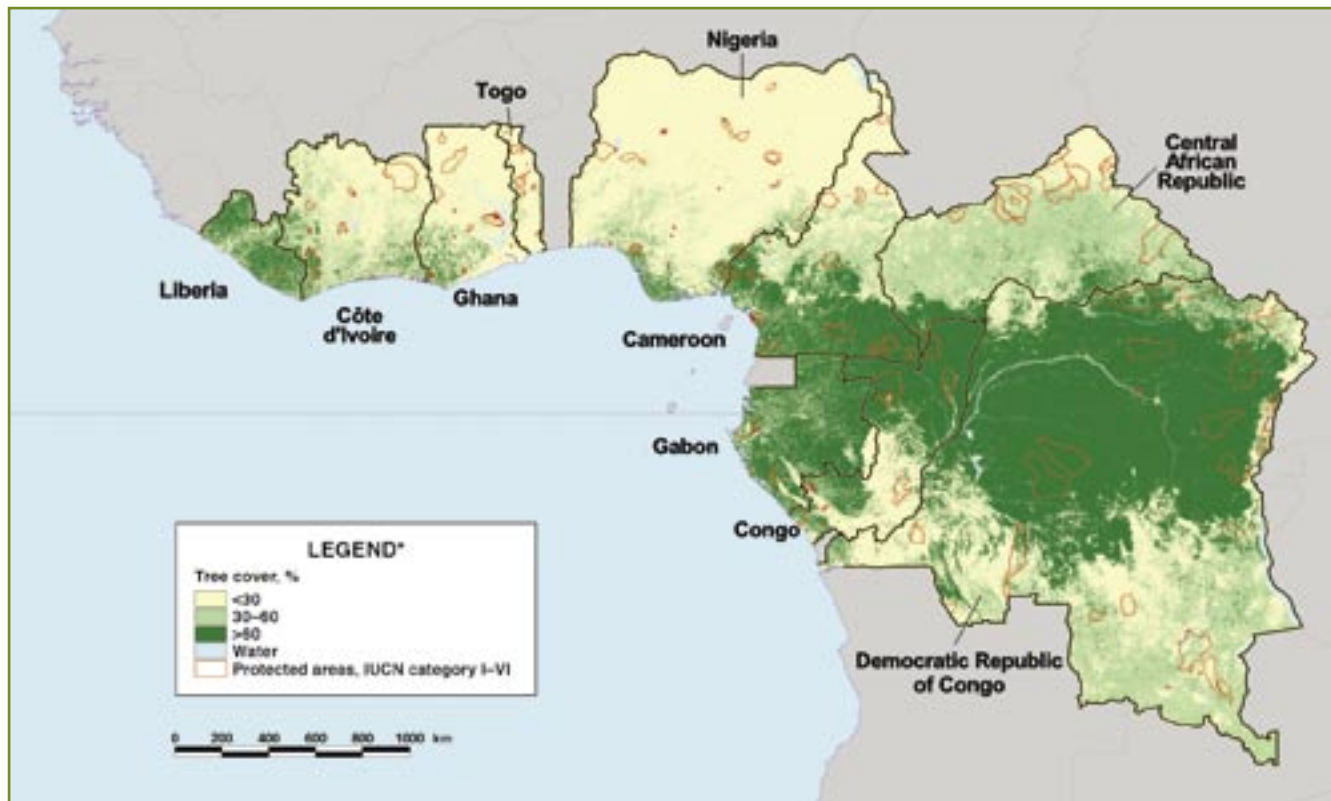 Nigeria
Togo
Central
African
Republic
Liberia
Ghana
Côte
d'Ivoire
Cameroon
Gabon
Congo
LEGEND*
Tree cover, %
<30
30–60
>60
Water
Protected areas, IUCN category I–VI
Democratic Republic
of Congo
0 200 400 600 800 1000 km